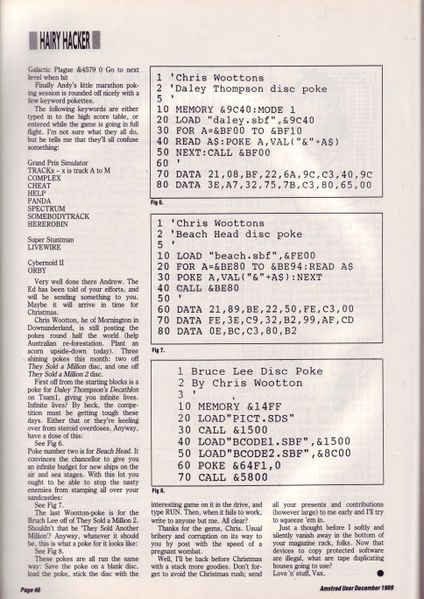 HAIRY HACKER
Galactic Plague &4579 0 Go to next
level when hit
Finally Andy's little marathon pok-
ing session is rounded off nicely with a
few keyword pokettes.
The following keywords are either
typed in to the high score table, or
entered while the game is going in full
flight. I'm not sure what they all do,
but he tells me that they'll all confuse
something:
Grand Prix Simulator
TRACKx – x is track A to M
COMPLEX
CHEAT
HELP
PANDA
SPECTRUM
SOMEBODYTRACK
HEREROBIN
Super Stuntman
LIVEWIRE
Cybernoid II
ORBY
Very well done there Andrew. The
Ed has been told of your efforts, and
will be sending something to you.
Maybe it will arrive in time for
Christmas.
Chris Wootton, he of Mornington in
Downunderland, is still posting the
pokes round half the world (help
Australian re-forestation. Plant an
acorn upside-down today). Three
shining pokes this month: two off
They Sold a Million disc, and one off
They Sold a Million 2 disc.
First off from the starting blocks is a
poke for Daley Thompson's Decathlon
on Tsam1, giving you infinite lives.
Infinite lives? By heck, the compe-
tition must be getting tough these
days. Either that or they're keeling
over from steroid overdoses. Anyway,
have a dose of this:
See Fig 6.
Poke number two is for Beach Head. It
convinces the chancellor to give you
an infinite budget for new ships on the
air and sea stages. With this lot you
ought to be able to stop the nasty
enemies from stamping all over your
sandcastles:
See Fig 7.
The last Wootton-poke is for the
Bruch Lee off of They Sold a Million 2.
Shouldn't that be 'They Sold Another
Million'? Anyway, whatever it should
be, this is what a poke for it looks like:
See Fig 8.
These pokes are all run the same
way: Save the poke on a blank disc,
load the poke, stick the disc with the
1 'Chris Woottons
2 'Daley Thompson disc poke
5 '
10 MEMORY &9C40:MODE 1
20 LOAD "daley.sbf",&9C40
30 FOR A=&BF00 TO &BF10
40 READ A$:POKE A,VAL("&"+A$)
50 NEXT:CALL &BF00
60 '
70 DATA 21,08,BF,22,6A,9C,C3,40,9C
80 DATA 3E,A7,32,75,7B,C3,80,65,00
Fig 6.
1 'Chris Woottons
2 'Beach Head disc poke
5 '
10 LOAD "beach.sbf",&FE00
20 FOR A=&BE80 TO &BE94:READ A$
30 POKE A,VAL("&"+A$):NEXT
40 CALL &BE80
50 '
60 DATA 21,89,BE,22,50,FE,C3,00
70 DATA FE,3E,C9,32,B2,99,AF,CD
80 DATA 0E,BC,C3,80,B2
Fig 7.
1 Bruce Lee Disc Poke
2 By Chris Wootton
3 '
10 MEMORY &14FF
20 LOAD"PICT.SDS"
30 CALL &1500
40 LOAD"BCODE1.SBF",&1500
50 LOAD"BCODE2.SBF",&8C00
60 POKE &64F1,0
70 CALL &5800
Fig 8.
interesting game on it in the drive, and
type RUN. Then, when it fails to work,
write to anyone but me. All clear?
Thanks for the gems, Chris. Usual
bribery and corruption on its way to
you by post with the speed of a
pregnant wombat.
Well, I'll be back before Christmas
with a stack more goodies. Don't for-
get to avoid the Christmas rush; send
all your presents and contributions
(however large) to me early and I'll try
to squeeze 'em in.
Just a thought before I softly and
silently vanish away in the bottom of
your magazine rack, folks. Now that
devices to copy protected software
are illegal, what are tape duplicating
houses going to use?
Love 'n' stuff, Vax.
Page 46
Amstrad User December 1989